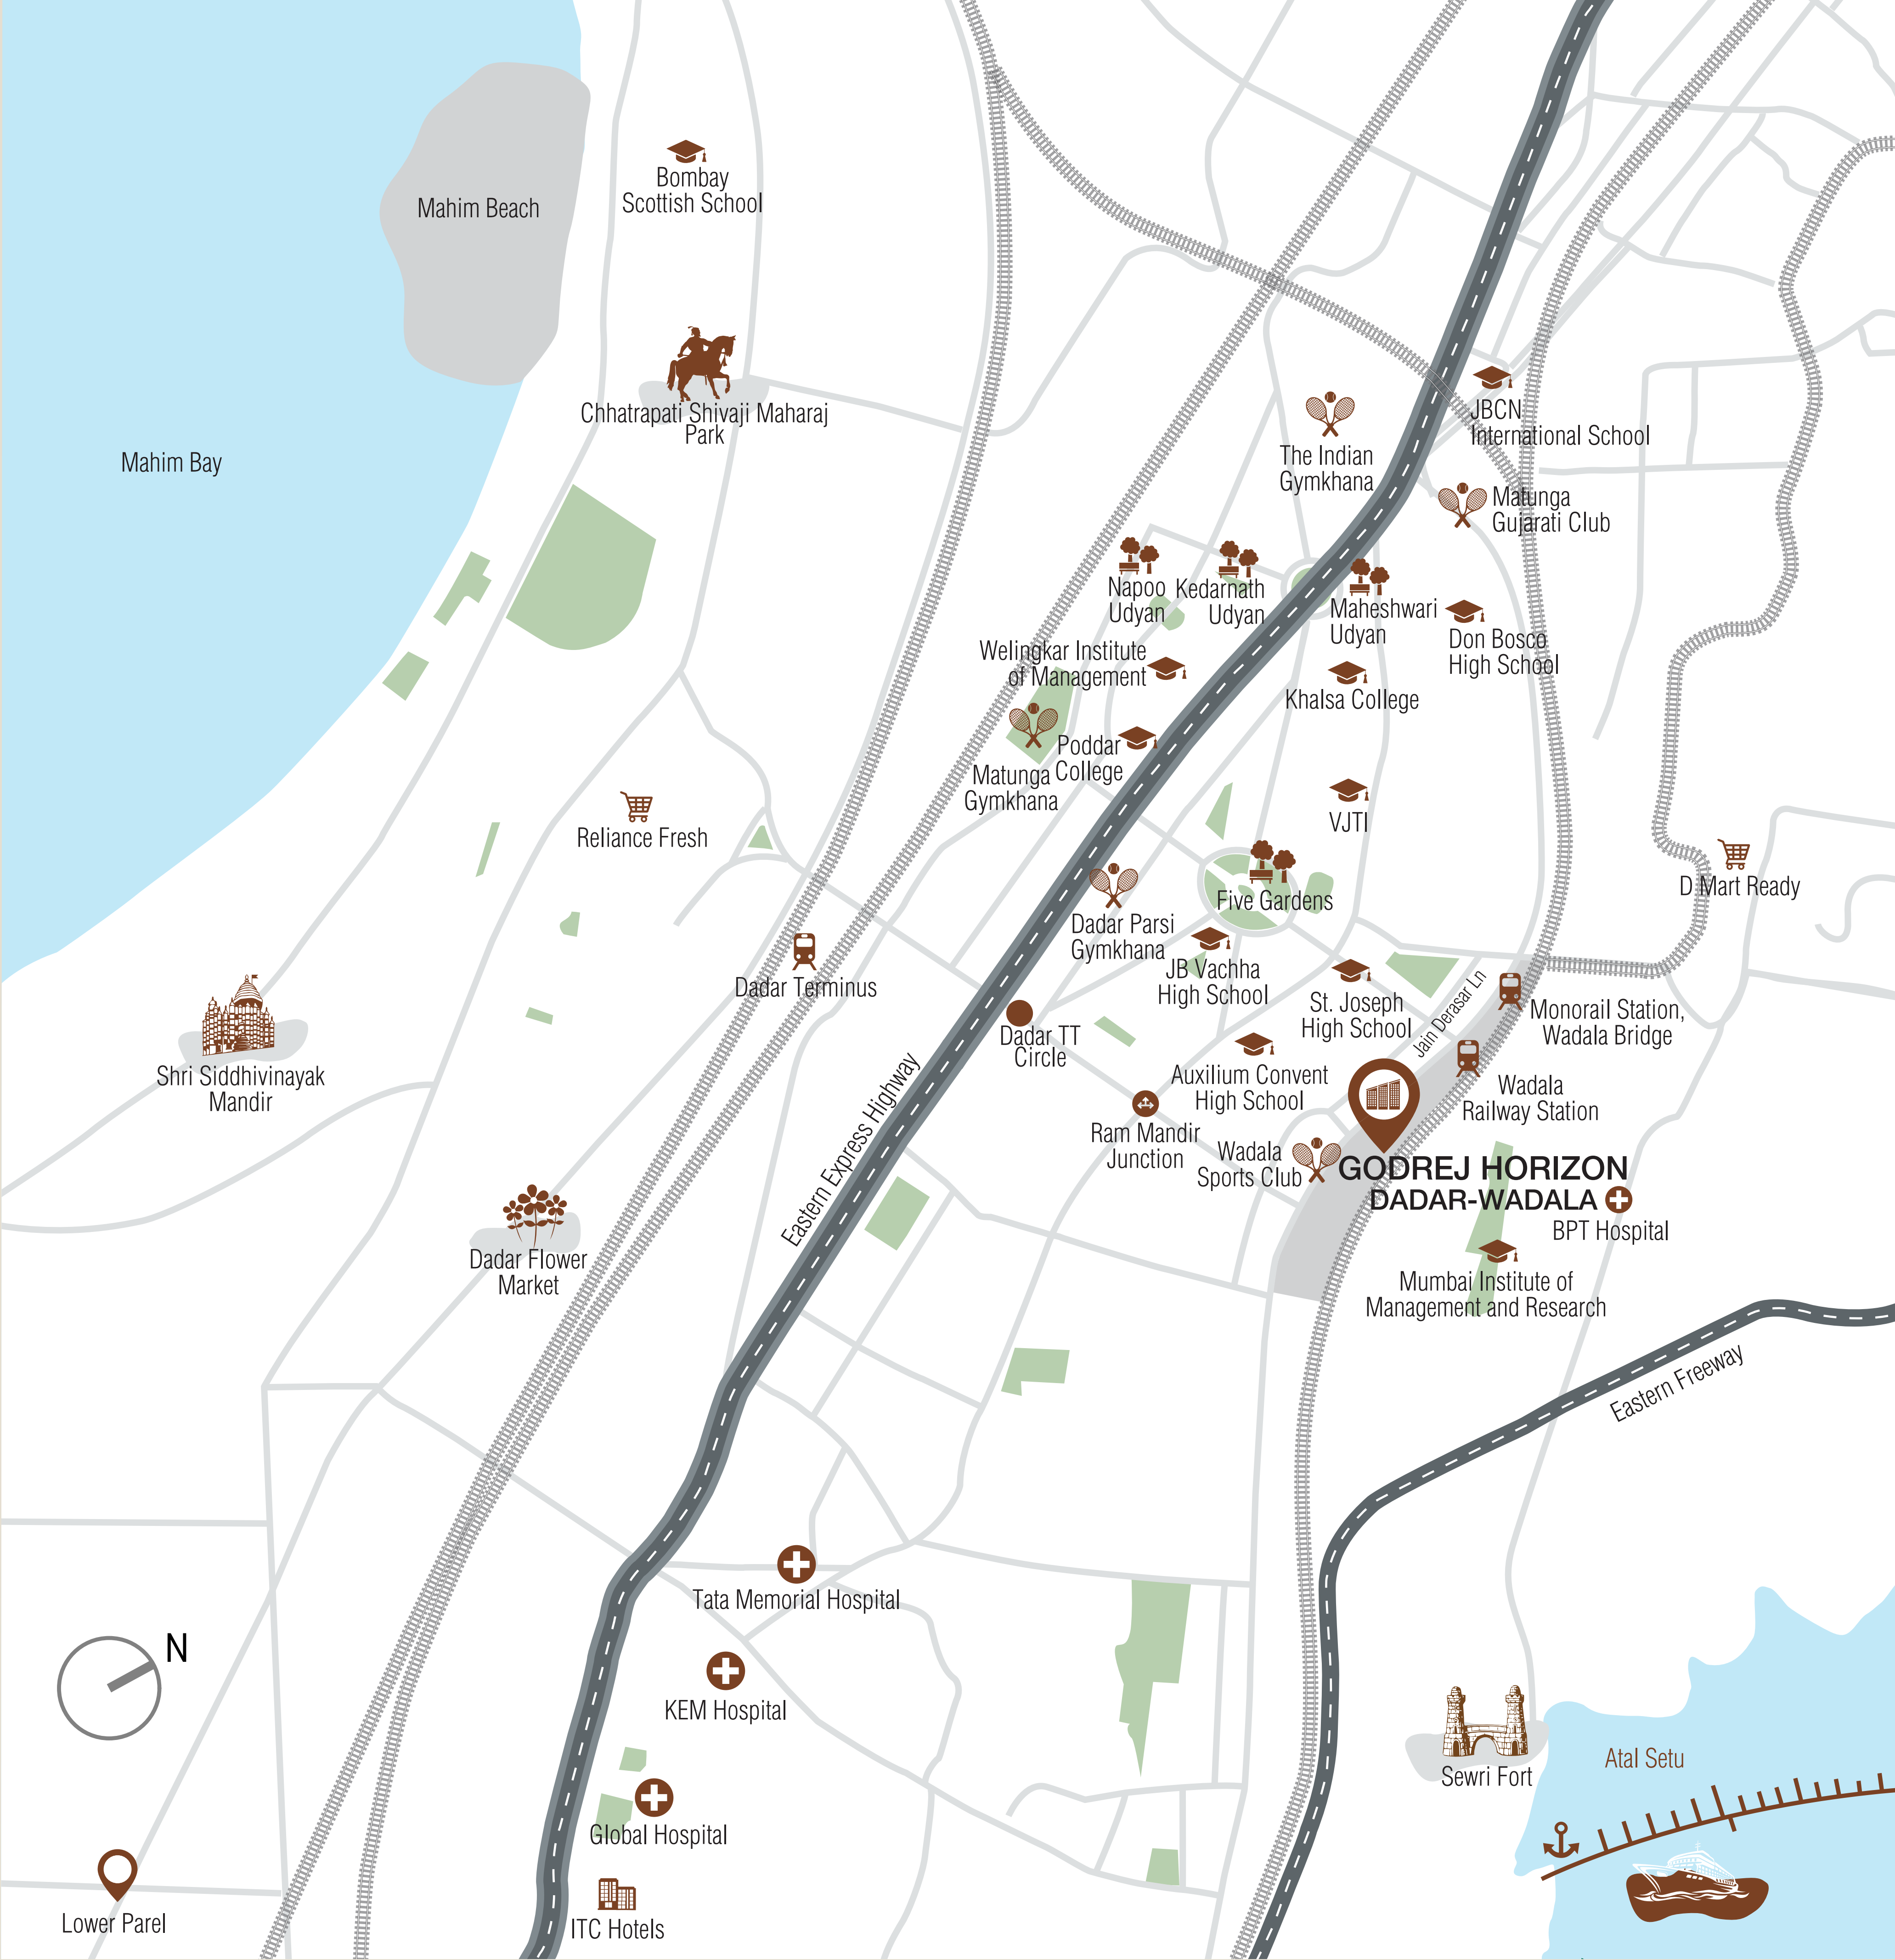 Bombay
Scottish School
Mahim Beach
Chhatrapati Shivaji Maharaj
Park
Mahim Bay
JBCN
International School
The Indian
Gymkhana
Matunga
Gujarati Club
Napoo
Udyan
Kedarnath
Udyan
Maheshwari
Udyan
Don Bosco
High School
Welingkar Institute
of Management
Khalsa College
Poddar
College
Matunga
Gymkhana
VJTI
Reliance Fresh
D Mart Ready
Five Gardens
Dadar Parsi
Gymkhana
JB Vachha
High School
St. Joseph
High School
Jain Derasar Ln
Monorail Station,
Wadala Bridge
Dadar Terminus
Dadar TT
Circle
Shri Siddhivinayak
Mandir
Auxilium Convent
High School
Wadala
Railway Station
Eastern Express Highway
Ram Mandir
Junction
Wadala
Sports Club
GODREJ HORIZON
DADAR-WADALA
BPT Hospital
Dadar Flower
Market
Mumbai Institute of
Management and Research
Eastern Freeway
Tata Memorial Hospital
N
KEM Hospital
Sewri Fort
Atal Setu
Global Hospital
Lower Parel
ITC Hotels